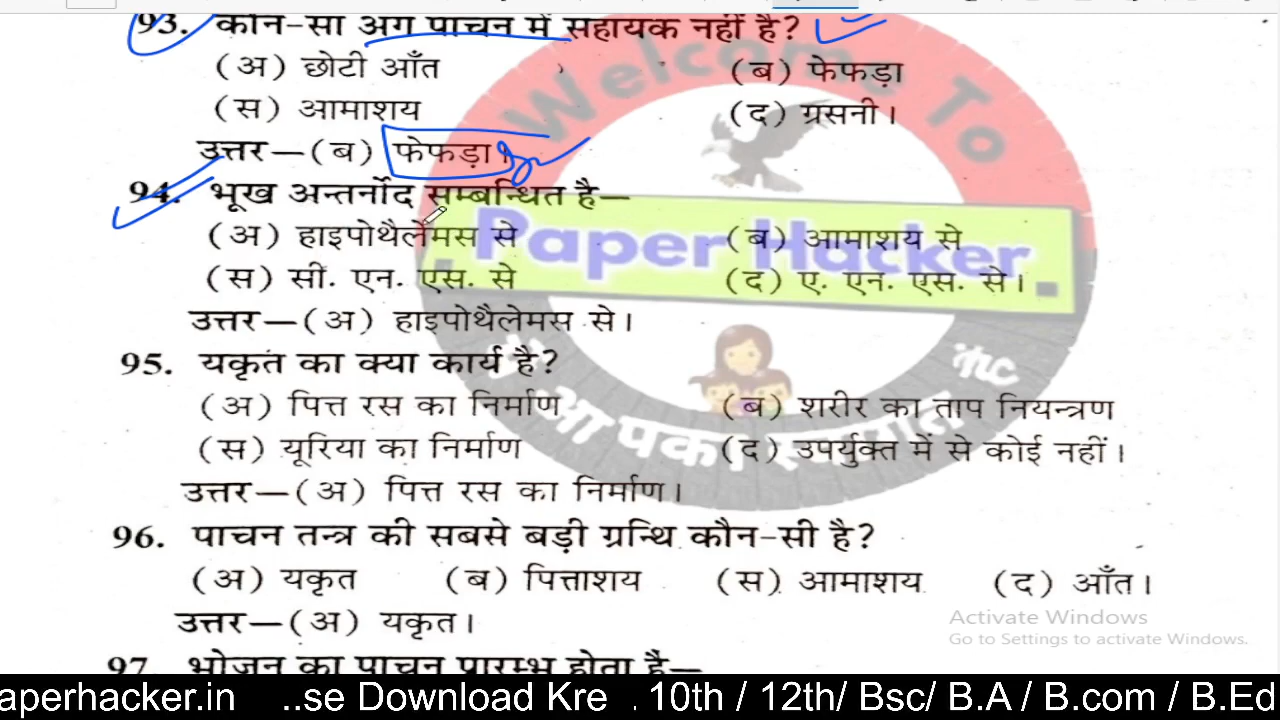 93. कौन-सा अंग पाचन में सहायक नहीं है?
(अ) छोटी आँत (ब) फेफड़ा
(स) आमाशय (द) ग्रसनी।
उत्तर—(ब) फेफड़ा।
94. भूख अन्तर्नोद सम्बन्धित है—
(अ) हाइपोथैलेमस से (ब) आमाशय से
(स) सी. एन. एस. से (द) ए. एन. एस. से।
उत्तर—(अ) हाइपोथैलेमस से।
95. यकृत का क्या कार्य है?
(अ) पित्त रस का निर्माण (ब) शरीर का ताप नियन्त्रण
(स) यूरिया का निर्माण (द) उपर्युक्त में से कोई नहीं।
उत्तर—(अ) पित्त रस का निर्माण।
96. पाचन तन्त्र की सबसे बड़ी ग्रन्थि कौन-सी है?
(अ) यकृत (ब) पित्ताशय (स) आमाशय (द) आँत।
उत्तर—(अ) यकृत।
97. भोजन का पाचन प्रारम्भ होता है—
Welcome To
Paper Hacker
आपका स्वागत
Activate Windows
Go to Settings to activate Windows.
aperhacker.in ..se Download Kre . 10th / 12th/ Bsc/ B.A / B.com / B.Ed